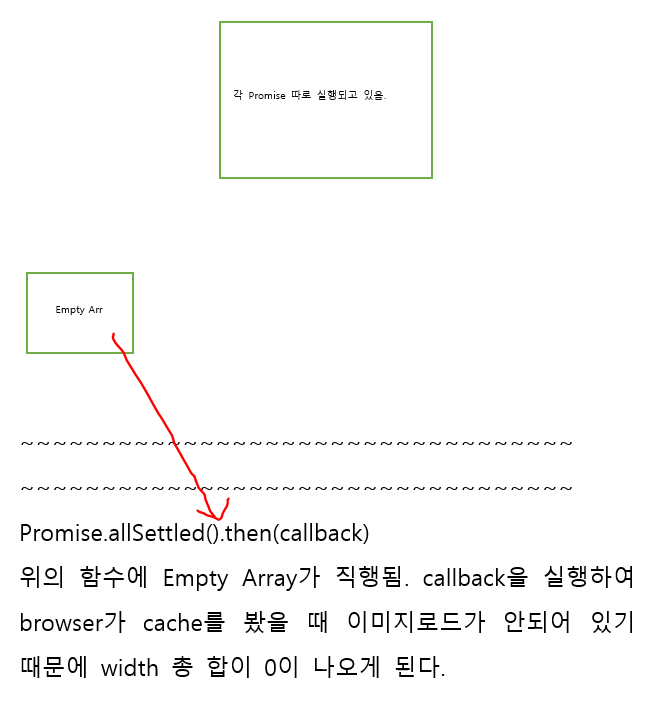 각 Promise 따로 실행되고 있음.
Empty Arr
~~~~~~~~~~~~~~~~~~~~~~~~~~~~~~~~~~
~~~~~~~~~~~~~~~~~~~~~~~~~~~~~~~~~~
Promise.allSettled().then(callback)
위의 함수에 Empty Array가 직행됨. callback을 실행하여
browser가 cache를 봤을 때 이미지로드가 안되어 있기
때문에 width 총 합이 0이 나오게 된다.